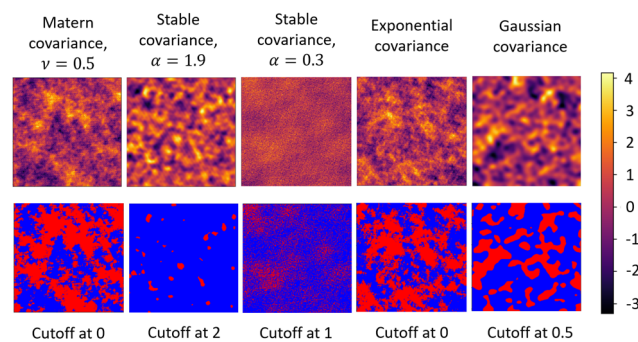 Matern
covariance,
ν = 0.5
Stable
covariance,
α = 1.9
Stable
covariance,
α = 0.3
Exponential
covariance
Gaussian
covariance
4
3
2
1
0
-1
-2
-3
Cutoff at 0
Cutoff at 2
Cutoff at 1
Cutoff at 0
Cutoff at 0.5